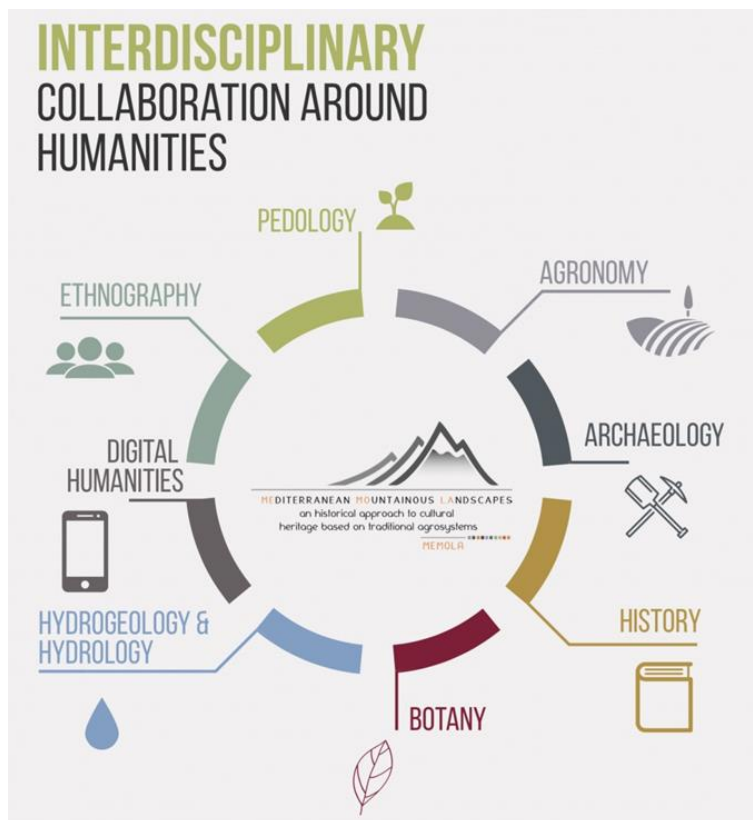 INTERDISCIPLINARY
COLLABORATION AROUND
HUMANITIES
PEDOLOGY
AGRONOMY
ETHNOGRAPHY
ARCHAEOLOGY
DIGITAL
HUMANITIES
MEDITERRANEAN MOUNTAINOUS LANDSCAPES
an historical approach to cultural
heritage based on traditional agrosystems
MEMOLA
HYDROGEOLOGY &
HYDROLOGY
HISTORY
BOTANY